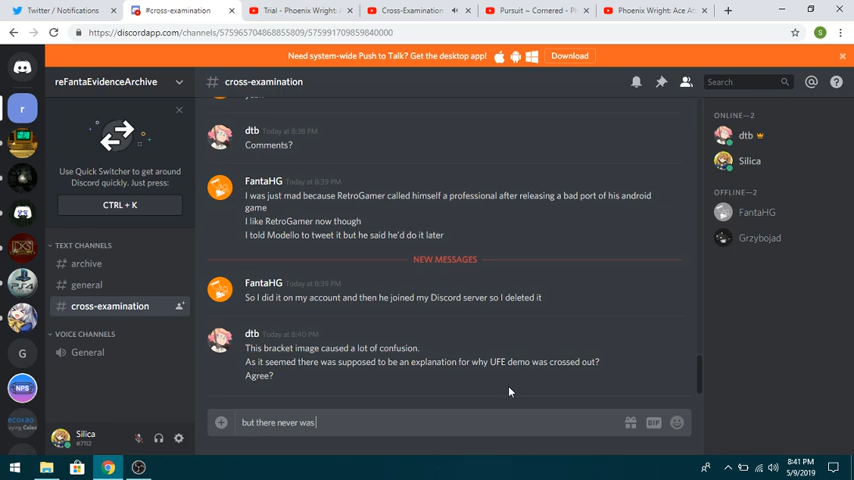 Twitter / Notifications
#cross-examination
Trial - Phoenix Wright:
Cross-Examination
Pursuit ~ Cornered - Ph
Phoenix Wright: Ace At
https://discordapp.com/channels/575965704868855809/575991709359840000
S
Need system-wide Push to Talk? Get the desktop app!
Download
reFantaEvidenceArchive
# cross-examination
Search
r
Use Quick Switcher to get around
Discord quickly. Just press:
CTRL + K
TEXT CHANNELS
# archive
# general
# cross-examination
VOICE CHANNELS
General
G
NPS
Silica
#7112
dtb Today at 8:38 PM
Comments?
FantaHG Today at 8:39 PM
I was just mad because RetroGamer called himself a professional after releasing a bad port of his android
game
I like RetroGamer now though
I told Modello to tweet it but he said he'd do it later
NEW MESSAGES
FantaHG Today at 8:39 PM
So I did it on my account and then he joined my Discord server so I deleted it
dtb Today at 8:40 PM
This bracket image caused a lot of confusion.
As it seemed there was supposed to be an explanation for why UFE demo was crossed out?
Agree?
but there never was
GIF
ONLINE—2
dtb
Silica
OFFLINE—2
FantaHG
Grzybojad
8:41 PM
5/9/2019